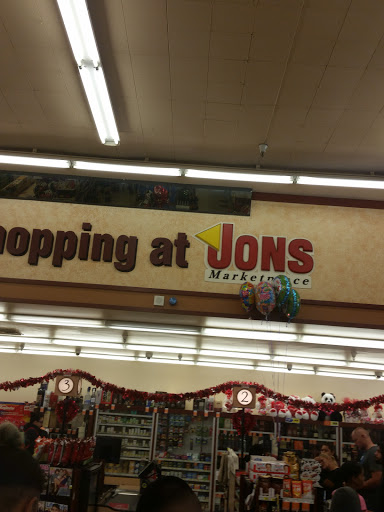 hopping at JONS
Marketplace
3
2